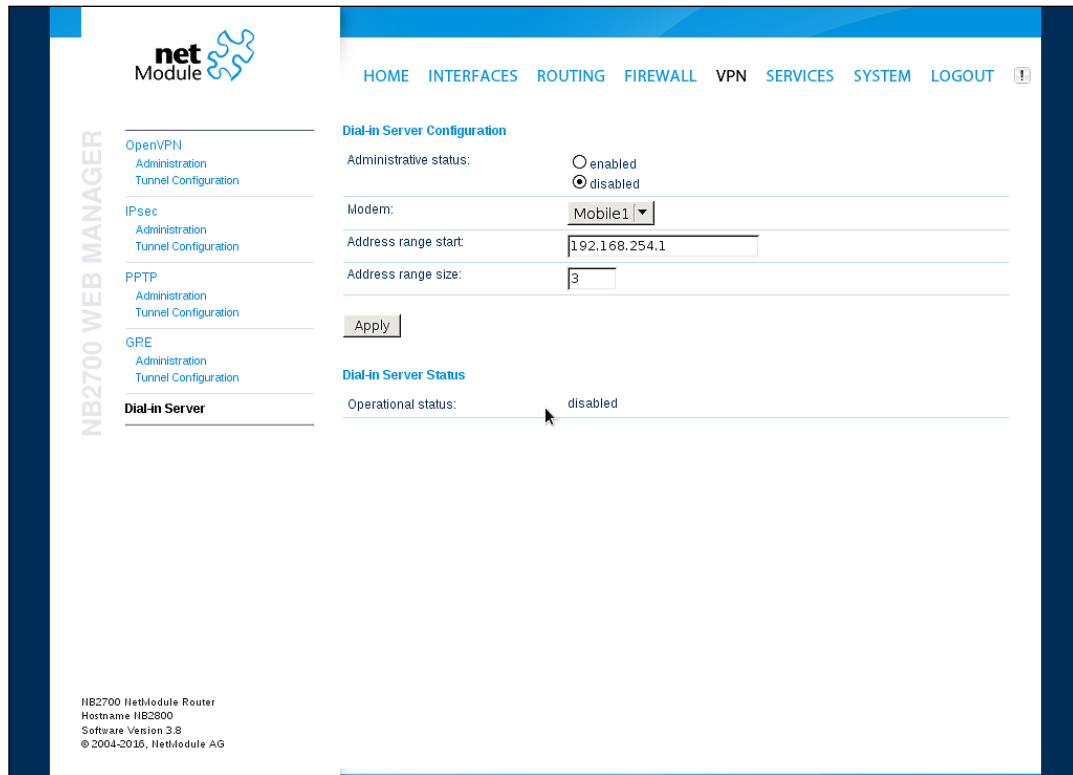 net
Module
HOME INTERFACES ROUTING FIREWALL VPN SERVICES SYSTEM LOGOUT !
NB2700 WEB MANAGER
OpenVPN
Administration
Tunnel Configuration
IPsec
Administration
Tunnel Configuration
PPTP
Administration
Tunnel Configuration
GRE
Administration
Tunnel Configuration
Dial-in Server
Dial-in Server Configuration
Administrative status:
enabled
disabled
Modem: Mobile1
Address range start: 192.168.254.1
Address range size: 3
Apply
Dial-in Server Status
Operational status: disabled
NB2700 NetModule Router
Hostname NB2800
Software Version 3.8
© 2004-2016, NetModule AG